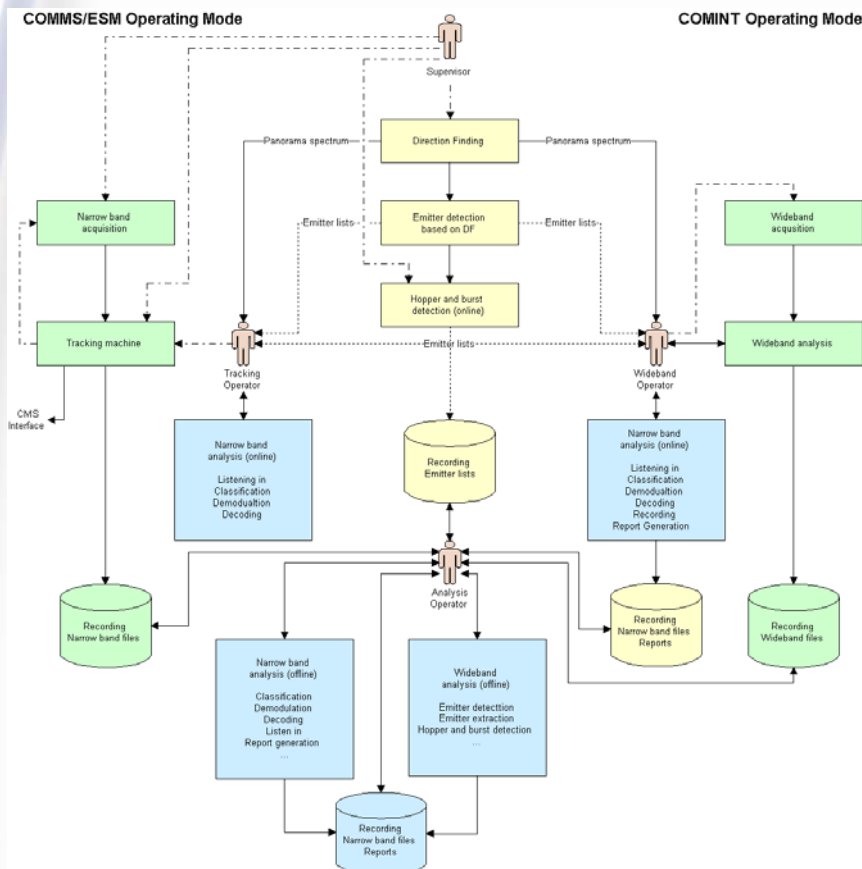 COMMS/ESM Operating Mode
COMINT Operating Mode
Supervisor
Panorama spectrum
Direction Finding
Panorama spectrum
Narrow band
acquisition
Emitter lists
Emitter detection
based on DF
Emitter lists
Wideband
acqusition
Hopper and burst
detection (online)
Tracking machine
Emitter lists
Wideband analysis
Tracking
Operator
Wideband
Operator
CMS
Interface
Narrow band
analysis (online)
Listening in
Classification
Demodualtion
Decoding
Recording
Emitter lists
Narrow band
analysis (online)
Listening in
Classification
Demodualtion
Decoding
Recording
Report Generation
Analysis
Operator
Recording
Narrow band files
Recording
Narrow band files
Reports
Recording
Wideband files
Narrow band
analysis (offline)
Classification
Demodulation
Decoding
Listen in
Report generation
...
Wideband
analysis (offline)
Emitter detecttion
Emitter extraction
Hopper and burst detection
...
Recording
Narrow band files
Reports